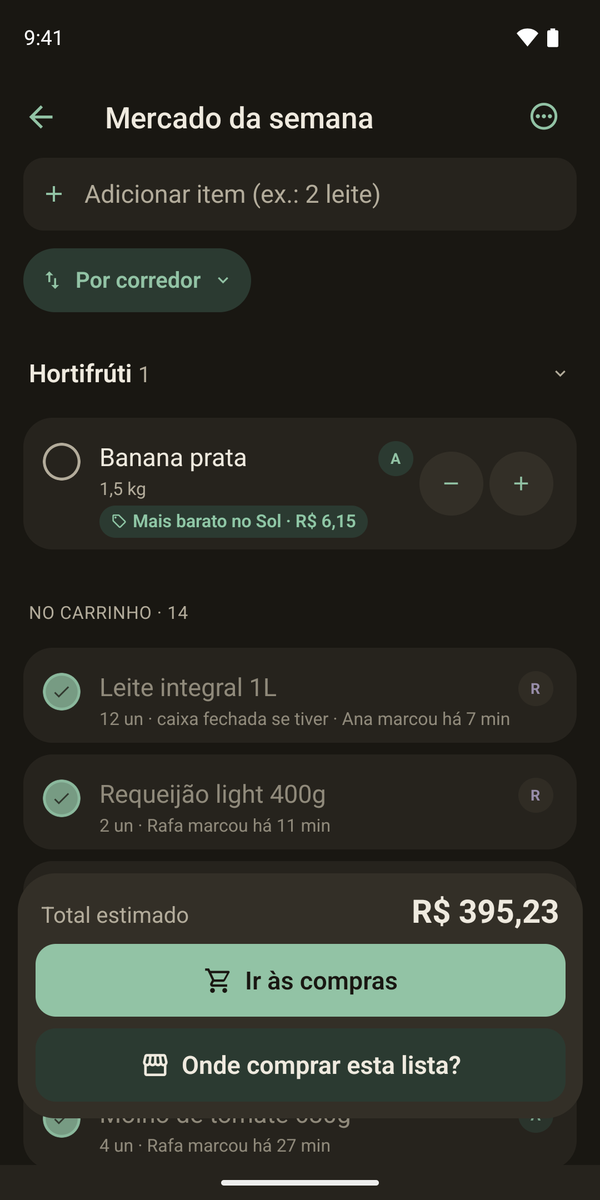 9:41
Mercado da semana
Adicionar item (ex.: 2 leite)
Por corredor
Hortifrúti 1
Banana prata
A
1,5 kg
Mais barato no Sol · R$ 6,15
NO CARRINHO · 14
Leite integral 1L
R
12 un · caixa fechada se tiver · Ana marcou há 7 min
Requeijão light 400g
R
2 un · Rafa marcou há 11 min
Total estimado
R$ 395,23
Ir às compras
Onde comprar esta lista?
Molho de tomate
4 un · Rafa marcou há 27 min